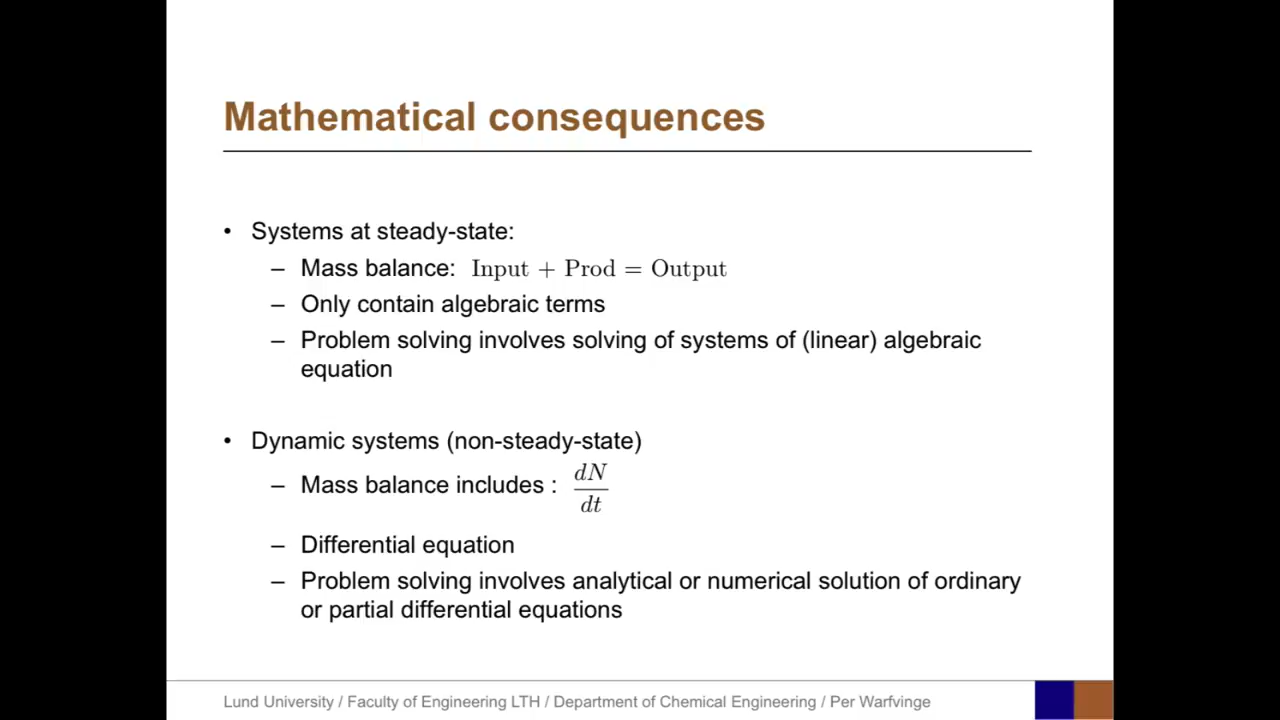 Mathematical consequences
• Systems at steady-state:
– Mass balance: Input + Prod = Output
– Only contain algebraic terms
– Problem solving involves solving of systems of (linear) algebraic
equation
• Dynamic systems (non-steady-state)
– Mass balance includes : dN/dt
– Differential equation
– Problem solving involves analytical or numerical solution of ordinary
or partial differential equations
Lund University / Faculty of Engineering LTH / Department of Chemical Engineering / Per Warfvinge